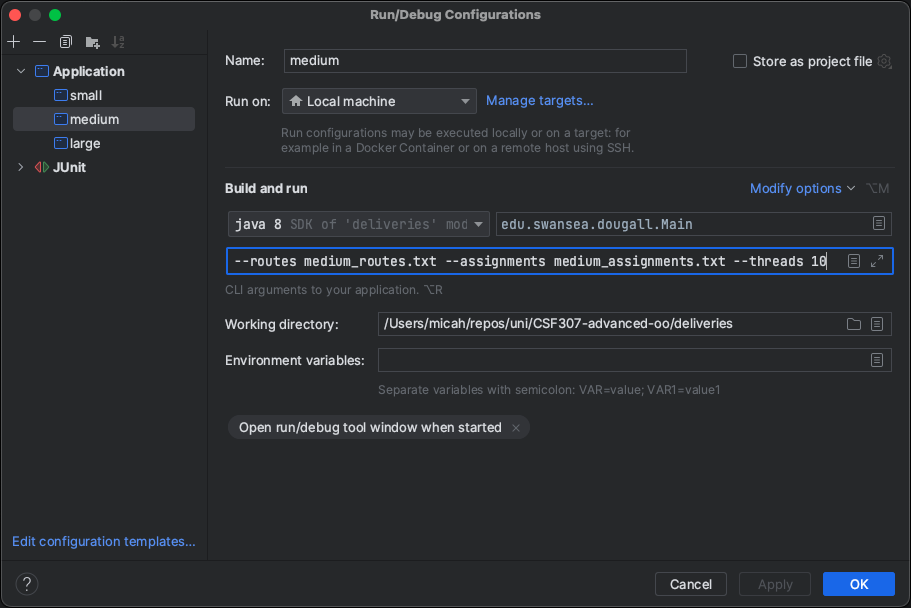 Run/Debug Configurations
Application
small
medium
large
JUnit
Edit configuration templates...
Name:
medium
Store as project file
Run on:
Local machine
Manage targets...
Run configurations may be executed locally or on a target: for
example in a Docker Container or on a remote host using SSH.
Build and run
Modify options
⌥M
java 8 SDK of 'deliveries' mod
edu.swansea.dougall.Main
--routes medium_routes.txt --assignments medium_assignments.txt --threads 10
CLI arguments to your application. ⌥R
Working directory:
/Users/micah/repos/uni/CSF307-advanced-oo/deliveries
Environment variables:
Separate variables with semicolon: VAR=value; VAR1=value1
Open run/debug tool window when started
?
Cancel
Apply
OK